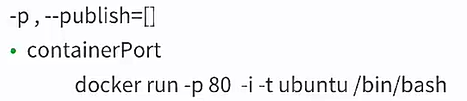 -p , --publish=[]
• containerPort
docker run -p 80 -i -t ubuntu /bin/bash